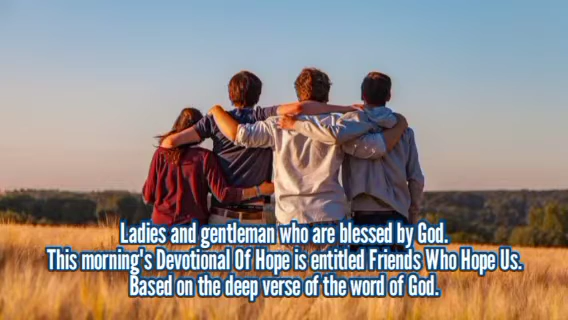 Ladies and gentleman who are blessed by God.
This morning's Devotional Of Hope is entitled Friends Who Hope Us.
Based on the deep verse of the word of God.